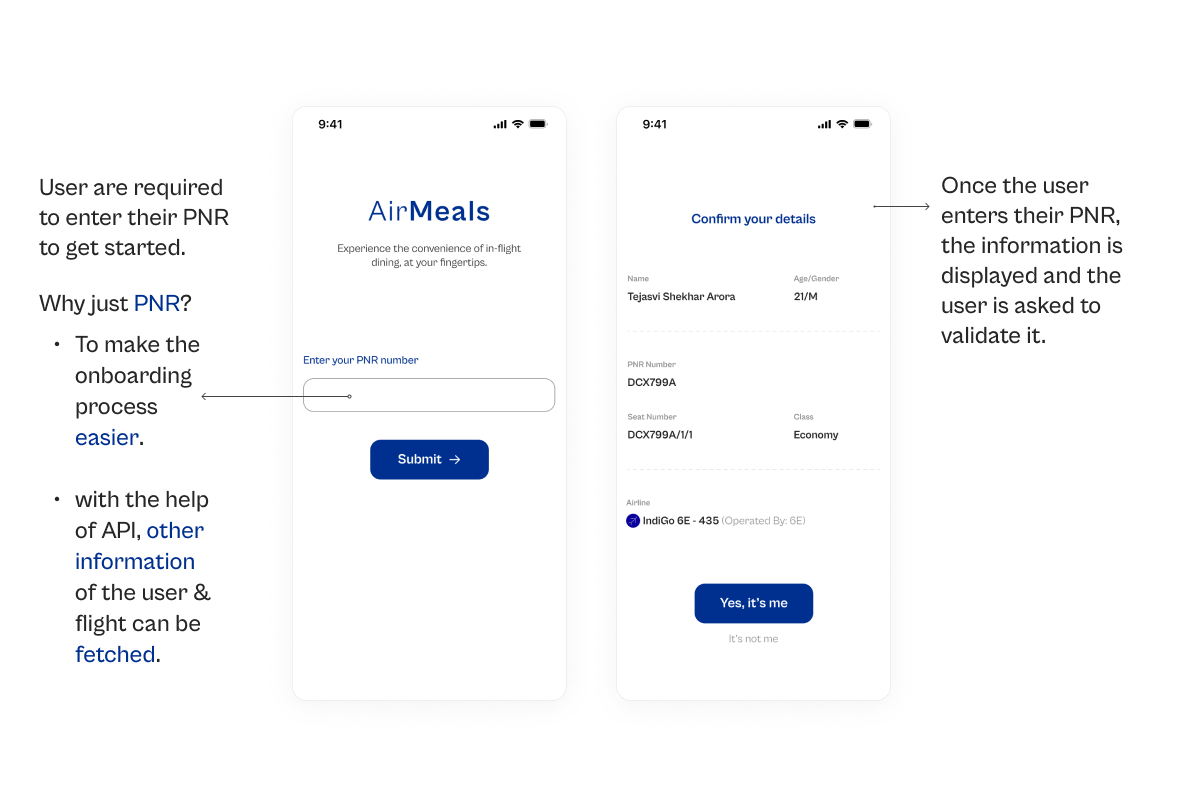 User are required
to enter their PNR
to get started.
Why just PNR?
• To make the
onboarding
process
easier.
• with the help
of API, other
information
of the user &
flight can be
fetched.
9:41
AirMeals
Experience the convenience of in-flight
dining, at your fingertips.
Enter your PNR number
Submit →
9:41
Confirm your details
Name Age/Gender
Tejasvi Shekhar Arora 21/M
PNR Number
DCX799A
Seat Number Class
DCX799A/1/1 Economy
Airline
IndiGo 6E - 435 (Operated By: 6E)
Yes, it's me
It's not me
Once the user
enters their PNR,
the information is
displayed and the
user is asked to
validate it.